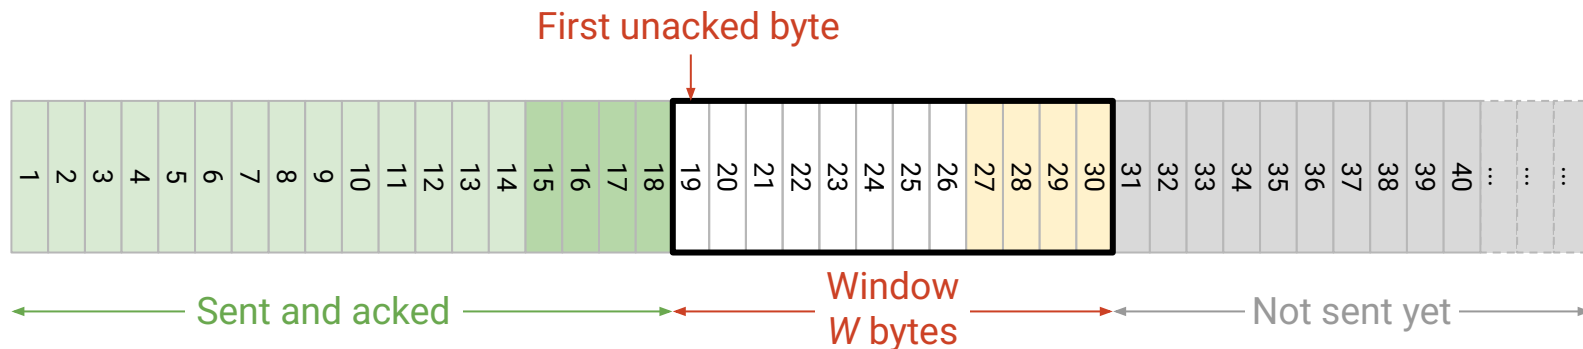 First unacked byte
1 2 3 4 5 6 7 8 9 10 11 12 13 14 15 16 17 18 19 20 21 22 23 24 25 26 27 28 29 30 31 32 33 34 35 36 37 38 39 40 ... ... ...
Sent and acked
Window
W bytes
Not sent yet